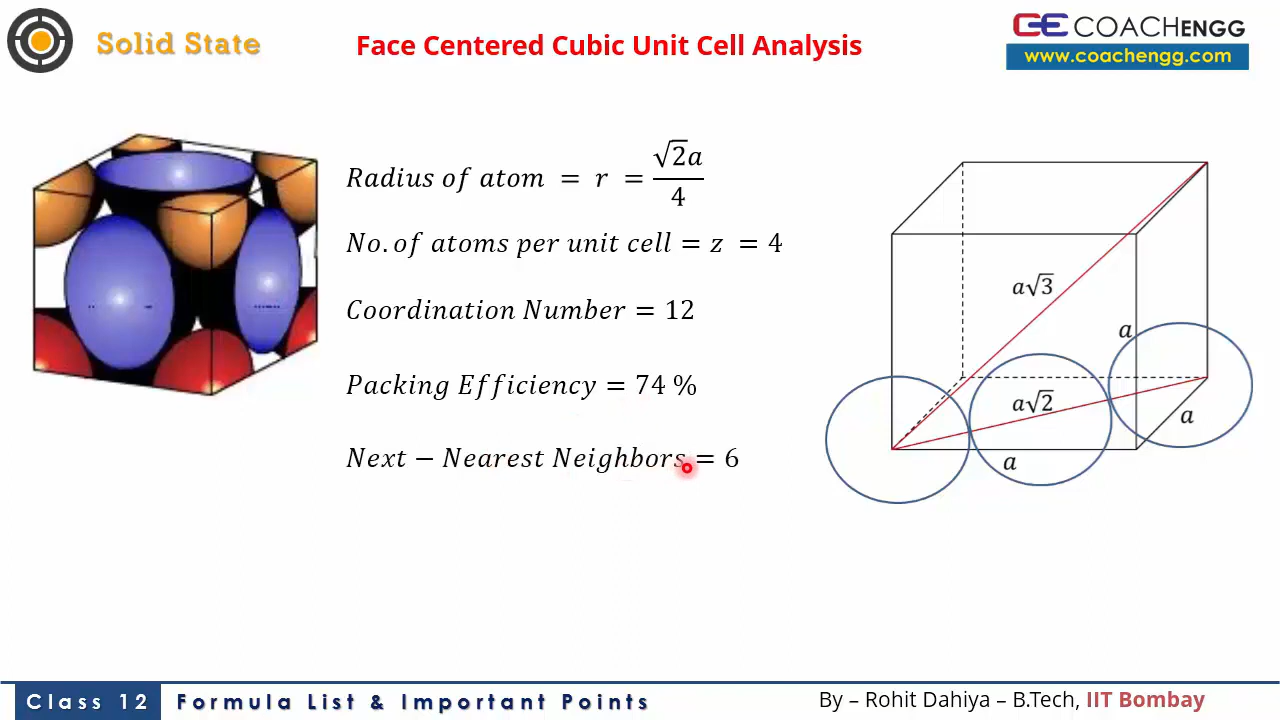 Solid State
Face Centered Cubic Unit Cell Analysis
CE COACHENGG
www.coachengg.com
Radius of atom = r = √2a/4
No. of atoms per unit cell = z = 4
Coordination Number = 12
Packing Efficiency = 74 %
Next − Nearest Neighbors = 6
a√3
a
a√2
a
a
Class 12 Formula List & Important Points
By – Rohit Dahiya – B.Tech, IIT Bombay